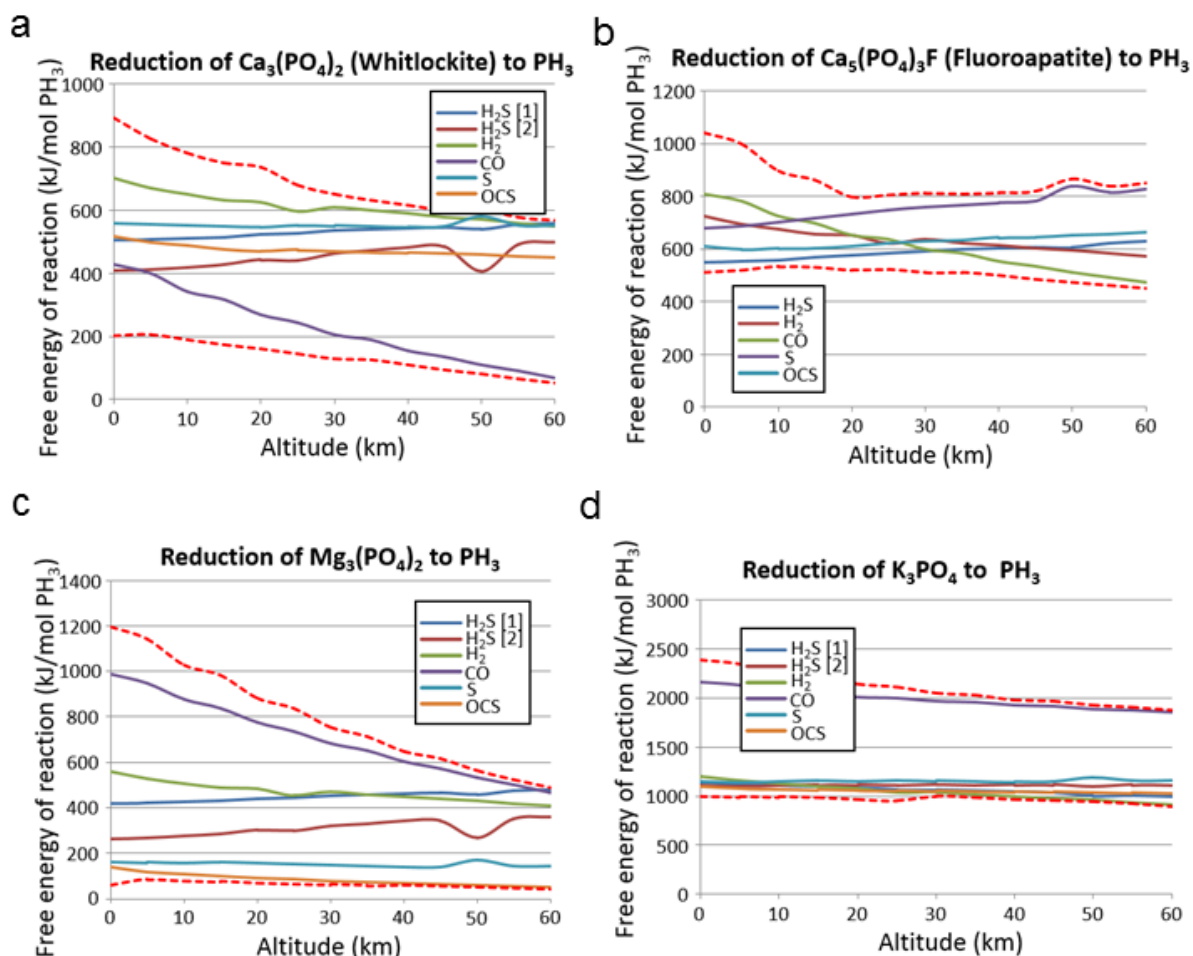 a
Reduction of Ca₃(PO₄)₂ (Whitlockite) to PH₃
Free energy of reaction (kJ/mol PH₃)
1000
800
600
400
200
0
H₂S [1]
H₂S [2]
H₂
CO
S
OCS
0 10 20 30 40 50 60
Altitude (km)
b
Reduction of Ca₅(PO₄)₃F (Fluoroapatite) to PH₃
Free energy of reaction (kJ/mol PH₃)
1200
1000
800
600
400
200
0
H₂S
H₂
CO
S
OCS
0 10 20 30 40 50 60
Altitude (km)
c
Reduction of Mg₃(PO₄)₂ to PH₃
Free energy of reaction (kJ/mol PH₃)
1400
1200
1000
800
600
400
200
0
H₂S [1]
H₂S [2]
H₂
CO
S
OCS
0 10 20 30 40 50 60
Altitude (km)
d
Reduction of K₃PO₄ to PH₃
Free energy of reaction (kJ/mol PH₃)
3000
2500
2000
1500
1000
500
0
H₂S [1]
H₂S [2]
H₂
CO
S
OCS
0 10 20 30 40 50 60
Altitude (km)